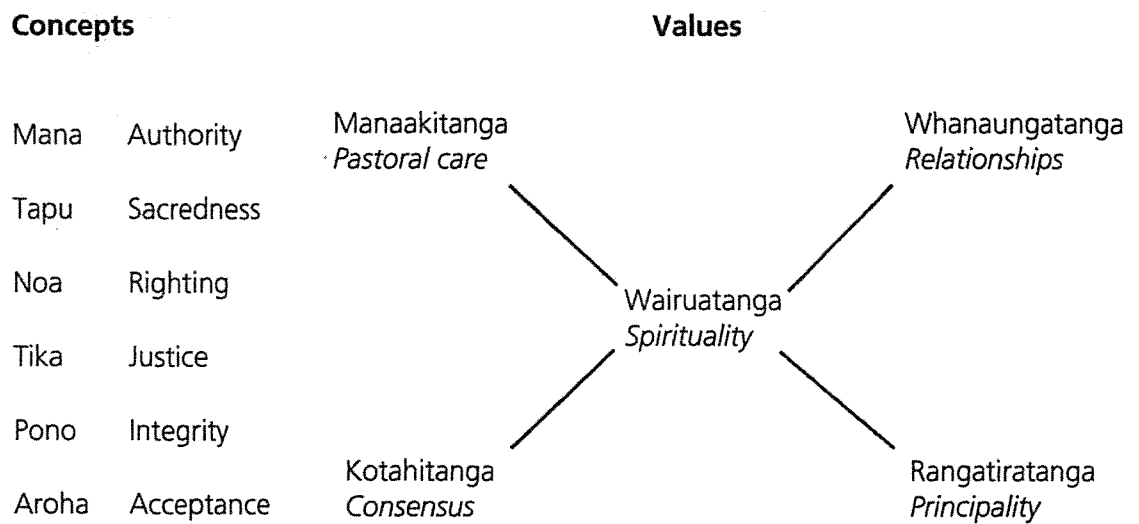 Concepts
Values
Mana Authority
Tapu Sacredness
Noa Righting
Tika Justice
Pono Integrity
Aroha Acceptance
Manaakitanga
Pastoral care
Whanaungatanga
Relationships
Wairuatanga
Spirituality
Kotahitanga
Consensus
Rangatiratanga
Principality